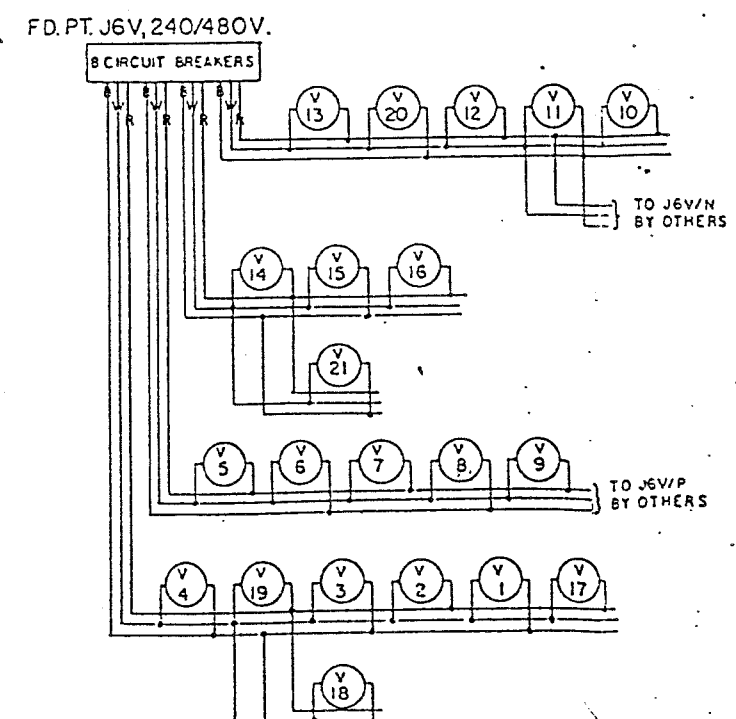 FD. PT. J6V, 240/480V.
8 CIRCUIT BREAKERS
B W R B W R B W R B W R
V 13
V 20
V 12
V 11
V 10
TO J6V/N
BY OTHERS
V 14
V 15
V 16
V 21
V 5
V 6
V 7
V 8
V 9
TO J6V/P
BY OTHERS
V 4
V 19
V 3
V 2
V 1
V 17
V 18